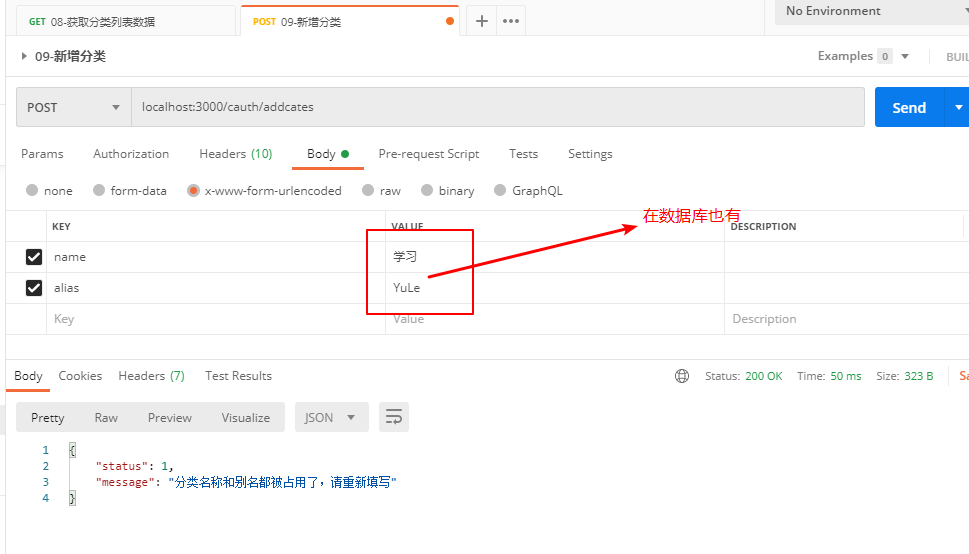 GET 08-获取分类列表数据
POST 09-新增分类
No Environment
09-新增分类
Examples 0
BUIL
POST localhost:3000/cauth/addcates Send
Params Authorization Headers (10) Body Pre-request Script Tests Settings
none form-data x-www-form-urlencoded raw binary GraphQL
在数据库也有
KEY VALUE DESCRIPTION
name 学习
alias YuLe
Key Value Description
Body Cookies Headers (7) Test Results Status: 200 OK Time: 50 ms Size: 323 B Sa
Pretty Raw Preview Visualize JSON
1 {
2 "status": 1,
3 "message": "分类名称和别名都被占用了，请重新填写"
4 }